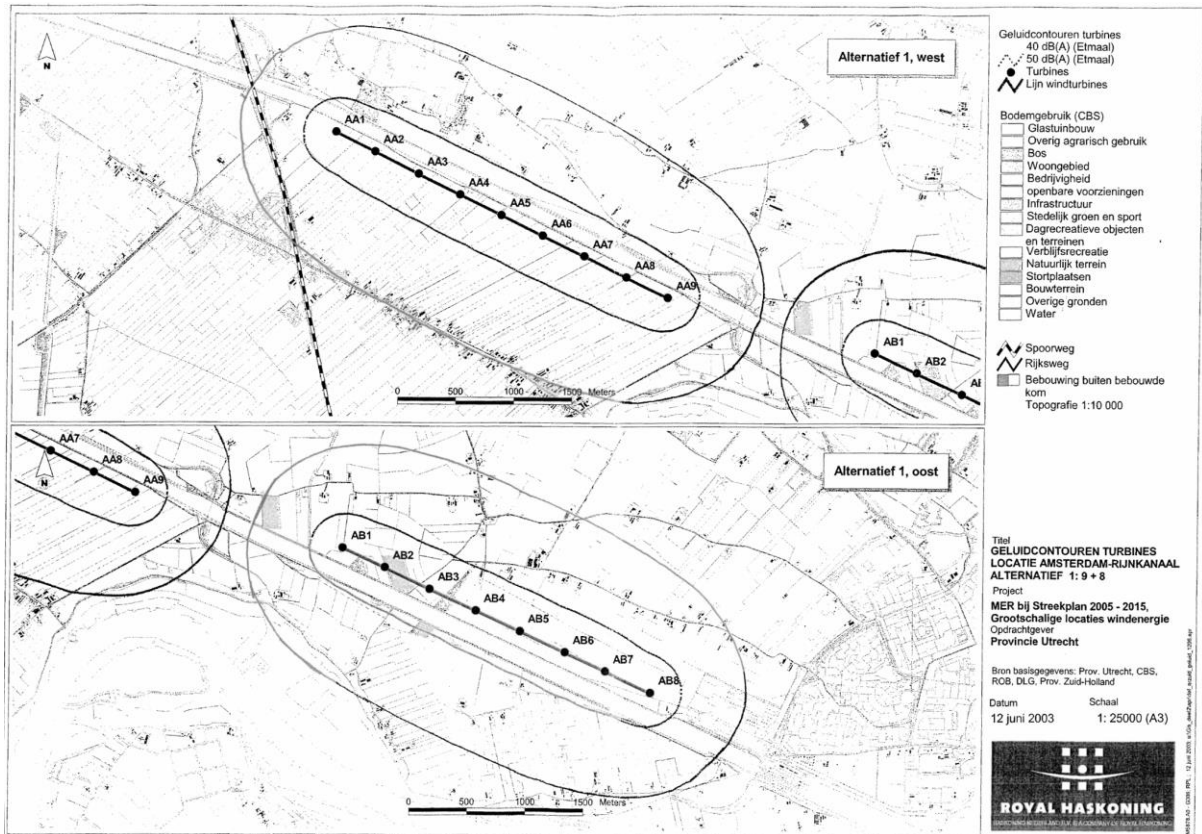 Alternatief 1, west
N
AA1
AA2
AA3
AA4
AA5
AA6
AA7
AA8
AA9
AB1
AB2
0 500 1000 1500 Meters
Alternatief 1, oost
AA7
AA8
AA9
N
AB1
AB2
AB3
AB4
AB5
AB6
AB7
AB8
0 500 1000 1500 Meters
Geluidcontouren turbines
40 dB(A) (Etmaal)
50 dB(A) (Etmaal)
Turbines
Lijn windturbines
Bodemgebruik (CBS)
Glastuinbouw
Overig agrarisch gebruik
Bos
Woongebied
Bedrijvigheid
openbare voorzieningen
Infrastructuur
Stedelijk groen en sport
Dagrecreatieve objecten
en terreinen
Verblijfsrecreatie
Natuurlijk terrein
Stortplaatsen
Bouwterrein
Overige gronden
Water
Spoorweg
Rijksweg
Bebouwing buiten bebouwde
kom
Topografie 1:10 000
Titel
GELUIDCONTOUREN TURBINES
LOCATIE AMSTERDAM-RIJNKANAAL
ALTERNATIEF 1: 9 + 8
Project
MER bij Streekplan 2005 - 2015,
Grootschalige locaties windenergie
Opdrachtgever
Provincie Utrecht
Bron basisgegevens: Prov. Utrecht, CBS,
ROB, DLG, Prov. Zuid-Holland
Datum Schaal
12 juni 2003 1: 25000 (A3)
ROYAL HASKONING